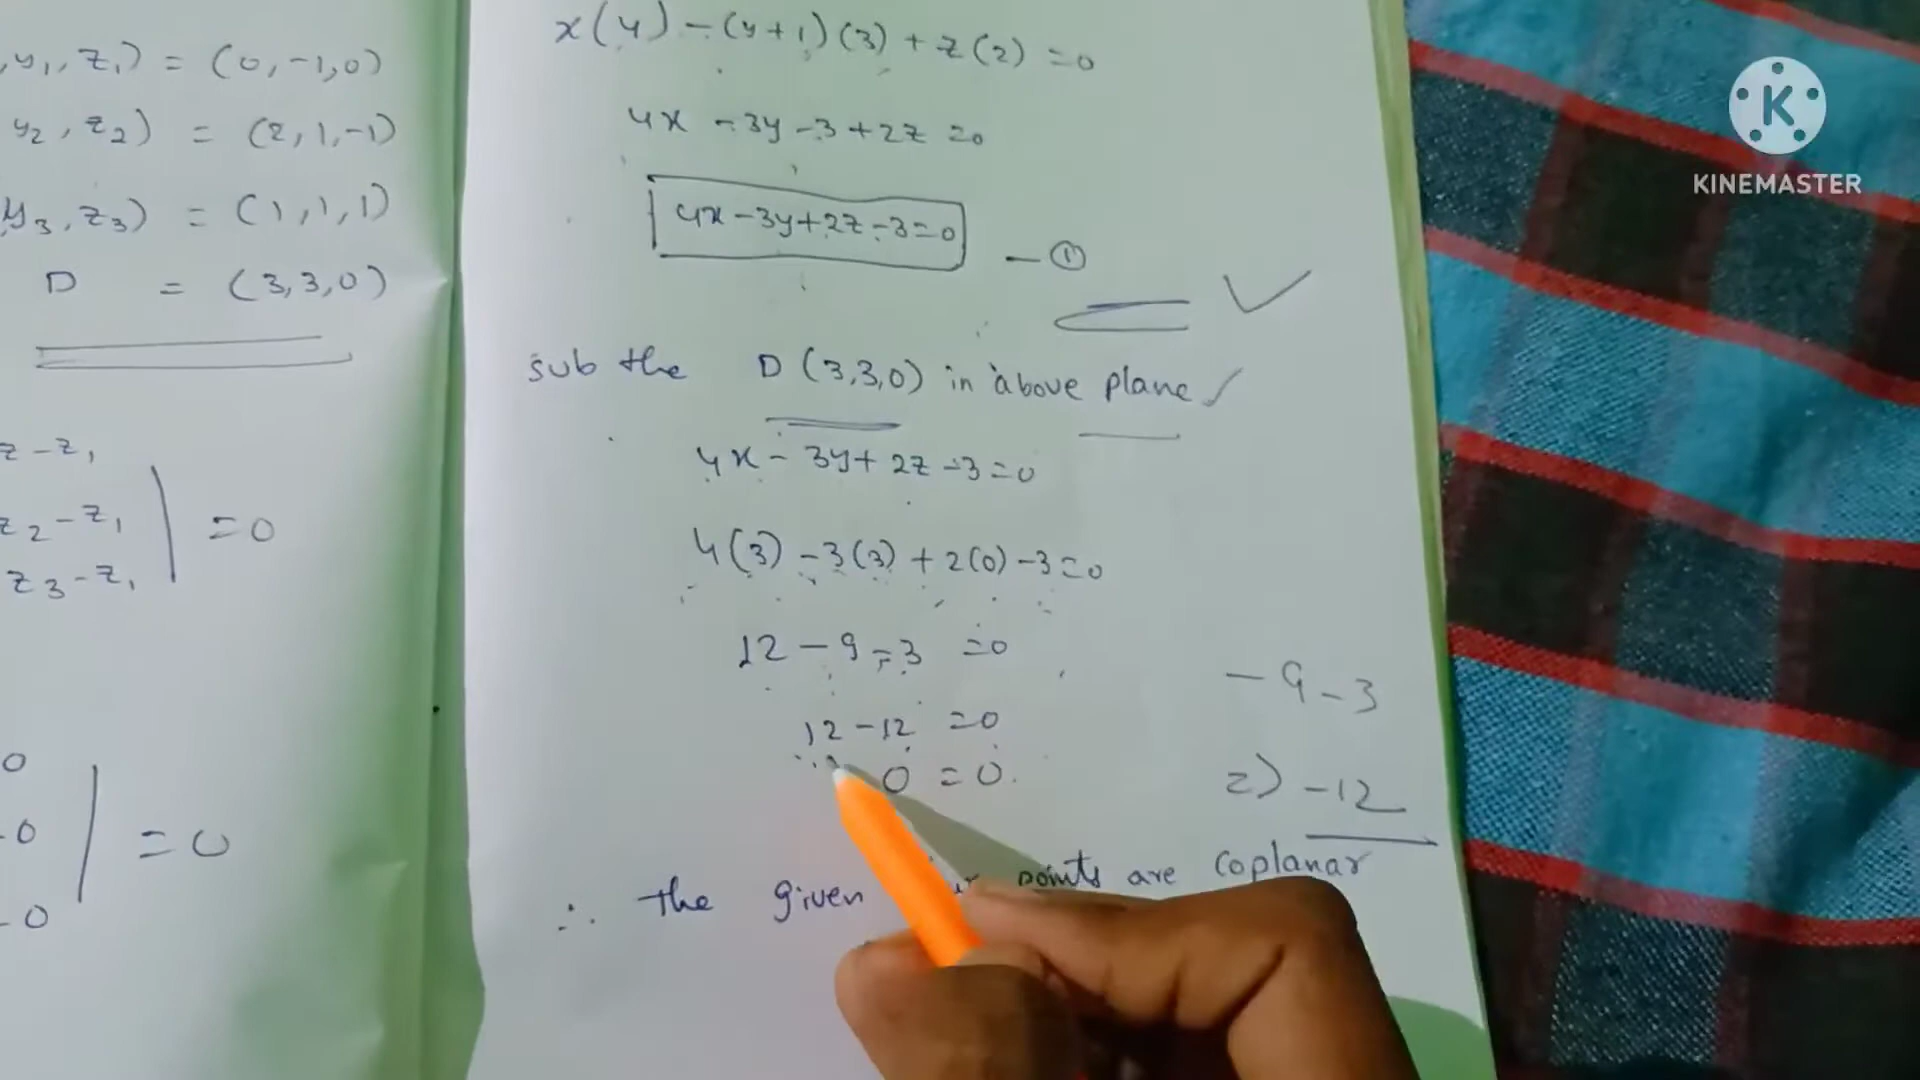 ,y₁, z₁) = (0,-1,0)
y₂, z₂) = (2,1,-1)
y₃, z₃) = (1,1,1)
D = (3,3,0)
z-z₁
z₂-z₁ | =0
z₃-z₁
0
-0 | =0
-0
x(4) - (y+1)(3) + z(2) =0
4x -3y -3 +2z =0
4x -3y+2z -3=0 — ①
sub the D (3,3,0) in above plane ✓
4x - 3y+ 2z -3=0
4(3) -3(3) + 2(0) -3=0
12 - 9 -3 =0
12 -12 =0
0 = 0.
-9-3
-12
∴ the given points are coplanar
KINEMASTER